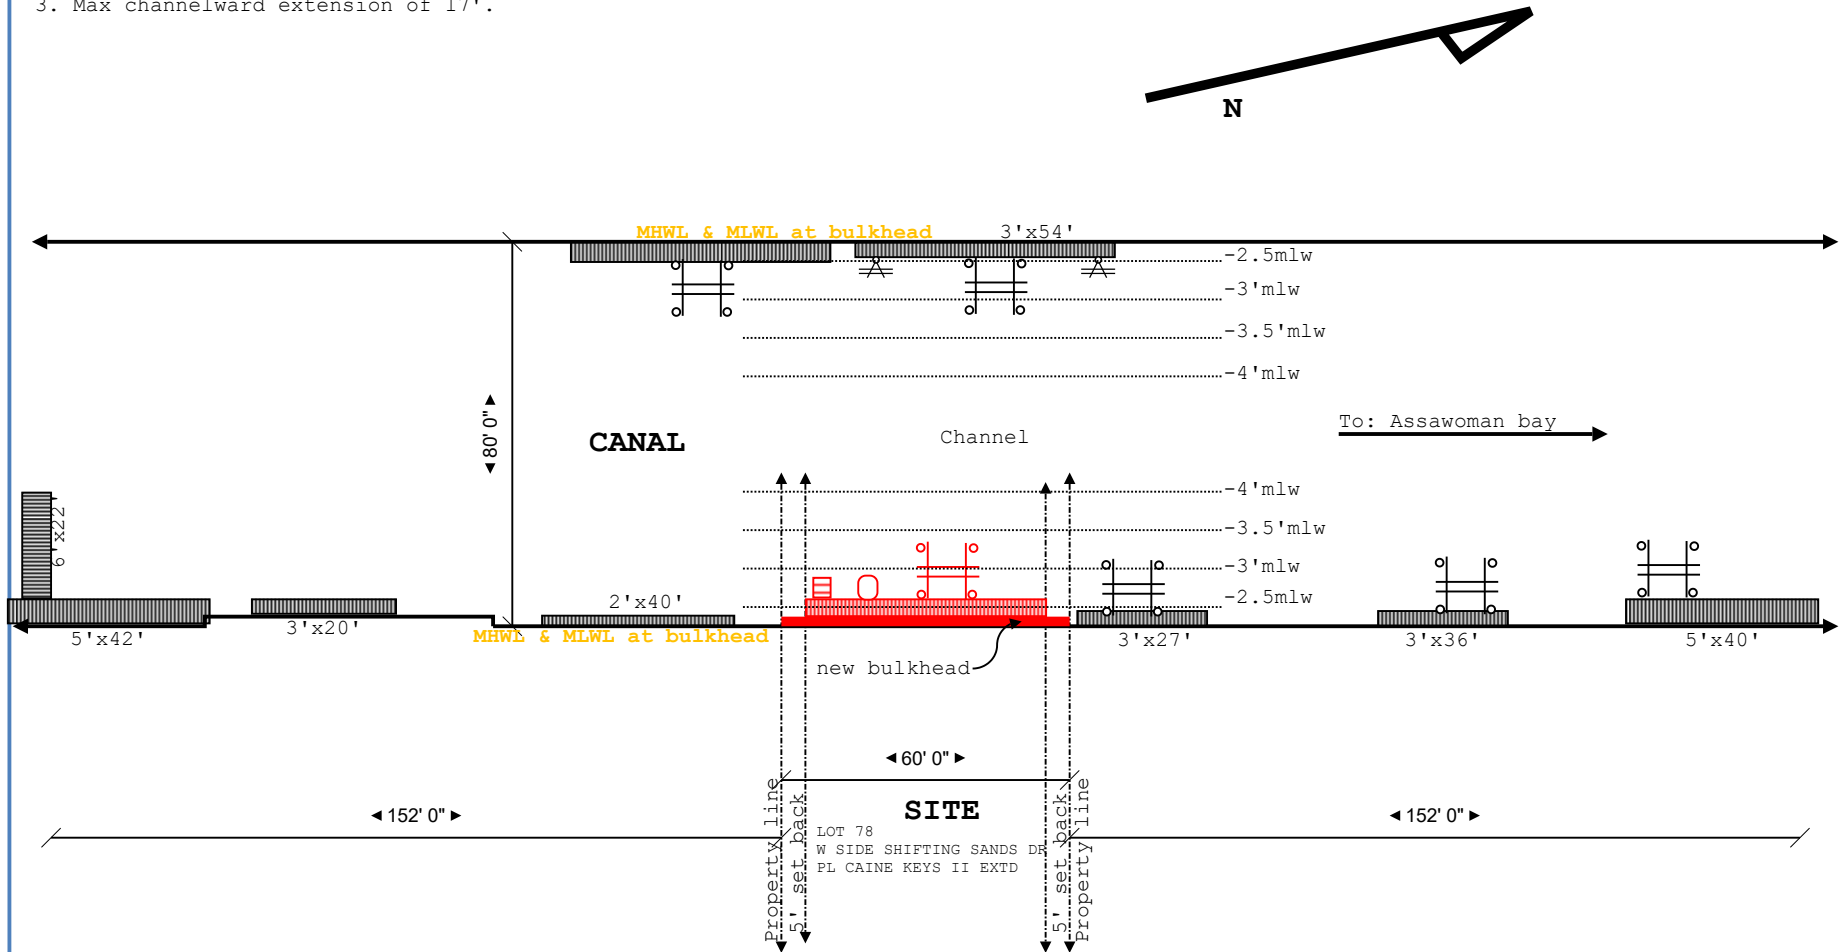 3. Max channelward extension of 17'.
N
MHWL & MLWL at bulkhead
3'x54'
-2.5mlw
-3'mlw
-3.5'mlw
-4'mlw
80' 0"
CANAL
Channel
To: Assawoman bay
-4'mlw
-3.5'mlw
-3'mlw
-2.5mlw
6'x22'
5'x42'
3'x20'
2'x40'
MHWL & MLWL at bulkhead
new bulkhead
3'x27'
3'x36'
5'x40'
60' 0"
152' 0"
152' 0"
SITE
LOT 78
W SIDE SHIFTING SANDS DR
PL CAINE KEYS II EXTD
Property line
5' set back
5' set back
Property line